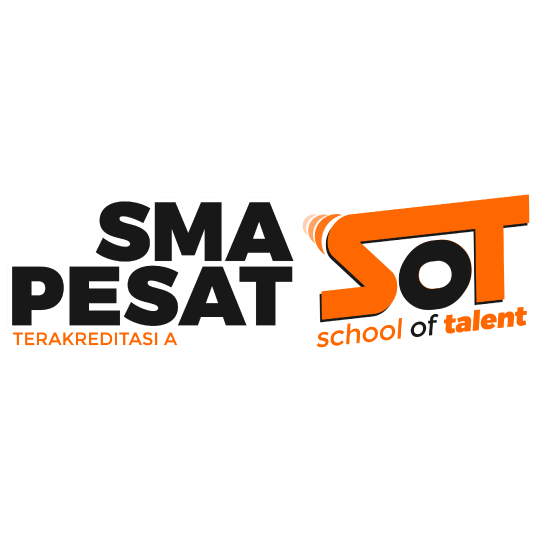 SMA
PESAT
TERAKREDITASI A
SoT
school of talent